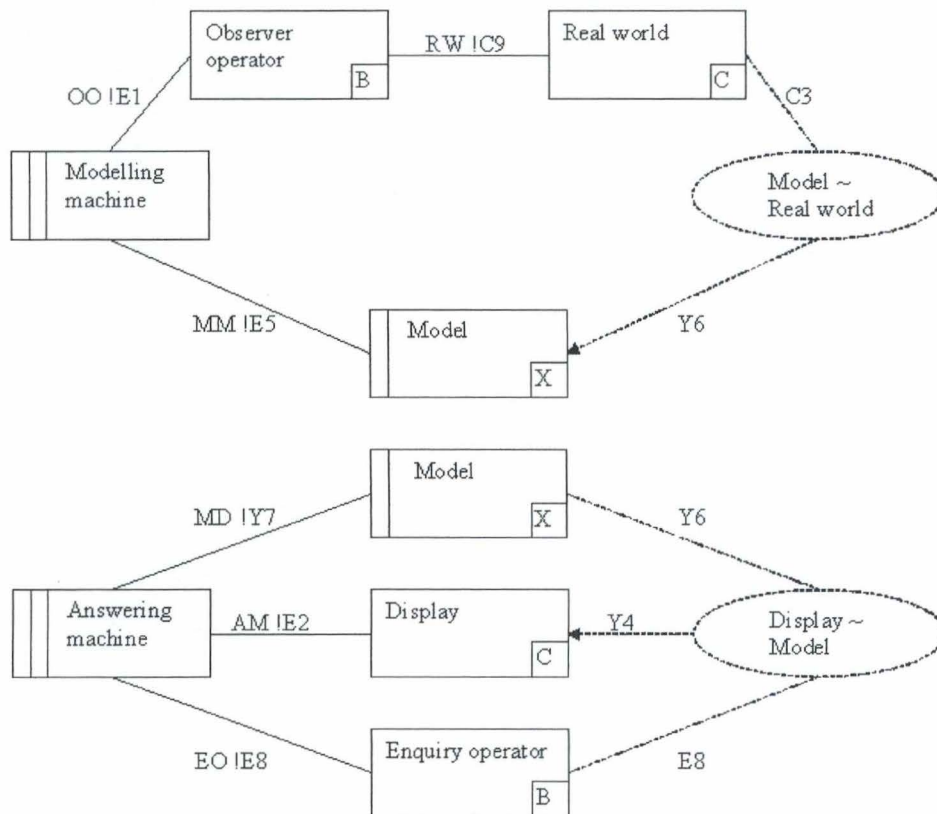 Observer
operator
B
RW !C9
Real world
C
OO !E1
C3
Modelling
machine
Model ~
Real world
MM !E5
Model
X
Y6
Model
X
MD !Y7
Y6
Answering
machine
AM !E2
Display
C
Y4
Display ~
Model
EO !E8
Enquiry operator
B
E8